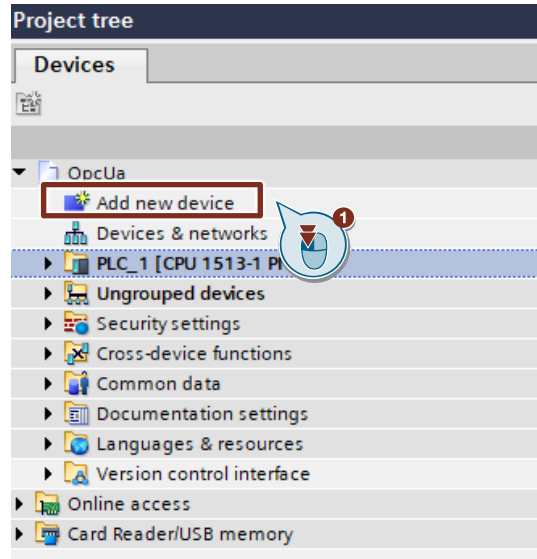 Project tree
Devices
OpcUa
Add new device
1
Devices & networks
PLC_1 [CPU 1513-1 P
Ungrouped devices
Security settings
Cross-device functions
Common data
Documentation settings
Languages & resources
Version control interface
Online access
Card Reader/USB memory